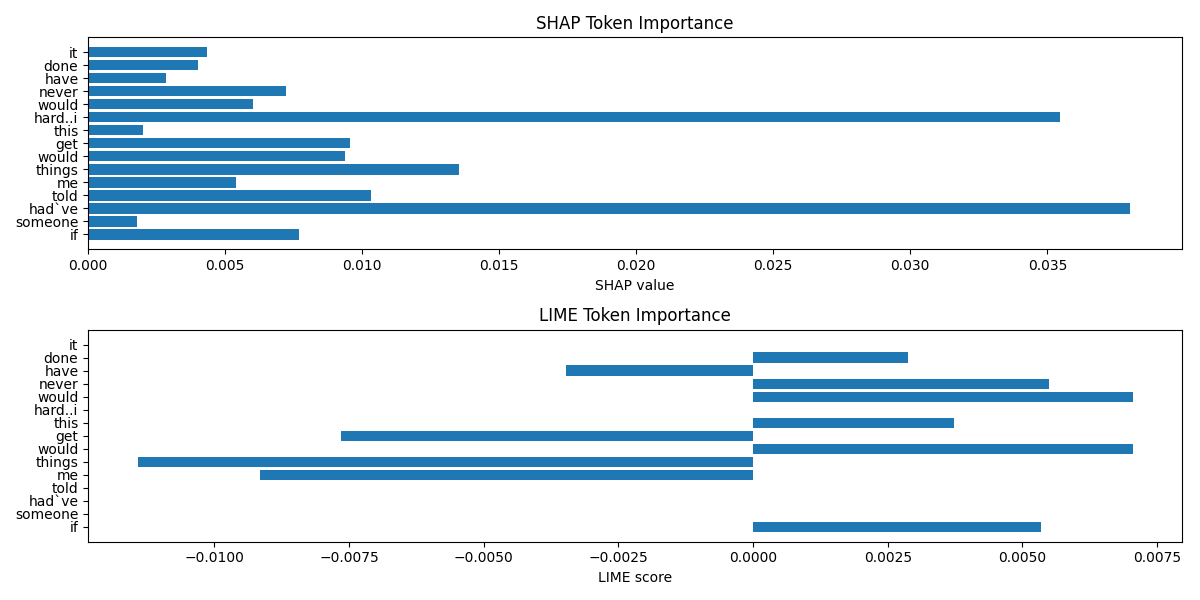 SHAP Token Importance
it
done
have
never
would
hard..i
this
get
would
things
me
told
had`ve
someone
if
0.000 0.005 0.010 0.015 0.020 0.025 0.030 0.035
SHAP value
LIME Token Importance
it
done
have
never
would
hard..i
this
get
would
things
me
told
had`ve
someone
if
−0.0100 −0.0075 −0.0050 −0.0025 0.0000 0.0025 0.0050 0.0075
LIME score